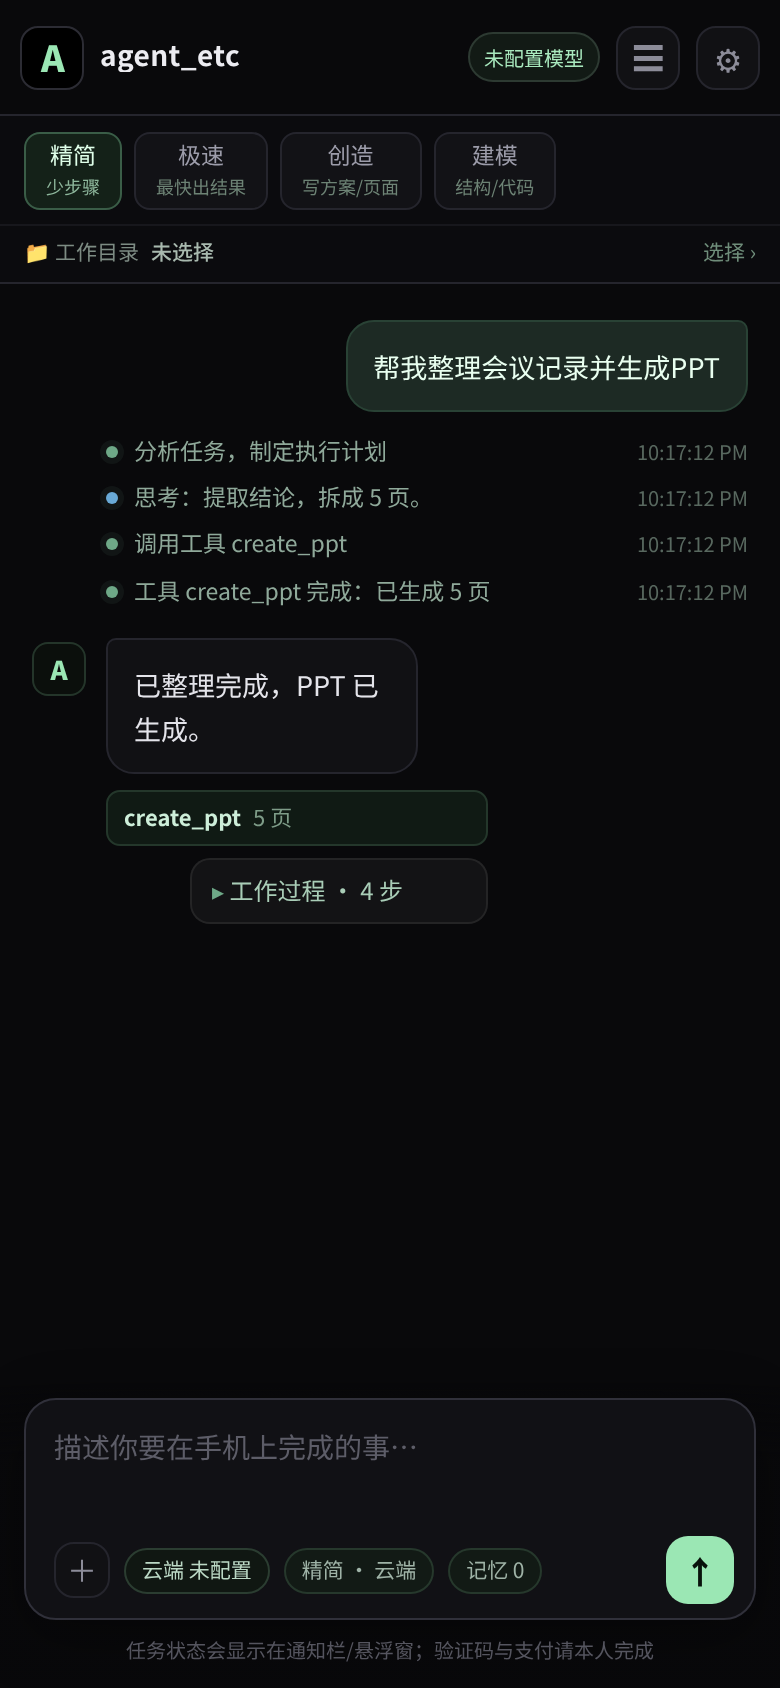 A agent_etc 未配置模型
精简 极速 创造 建模
少步骤 最快出结果 写方案/页面 结构/代码
工作目录 未选择 选择 ›
帮我整理会议记录并生成PPT
分析任务，制定执行计划 10:17:12 PM
思考：提取结论，拆成 5 页。 10:17:12 PM
调用工具 create_ppt 10:17:12 PM
工具 create_ppt 完成：已生成 5 页 10:17:12 PM
A
已整理完成，PPT 已
生成。
create_ppt 5 页
▸ 工作过程 · 4 步
描述你要在手机上完成的事…
云端 未配置 精简 · 云端 记忆 0
任务状态会显示在通知栏/悬浮窗；验证码与支付请本人完成